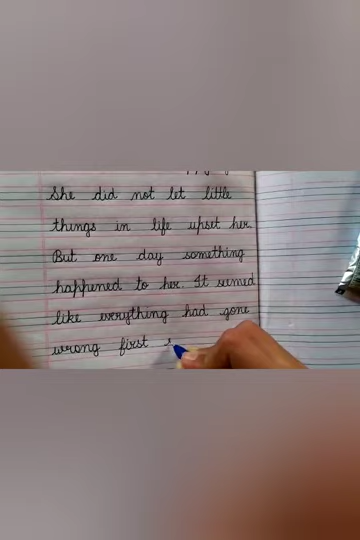 She did not let little
things in life upset her.
But one day something
happened to her. It seemed
like everything had gone
wrong first